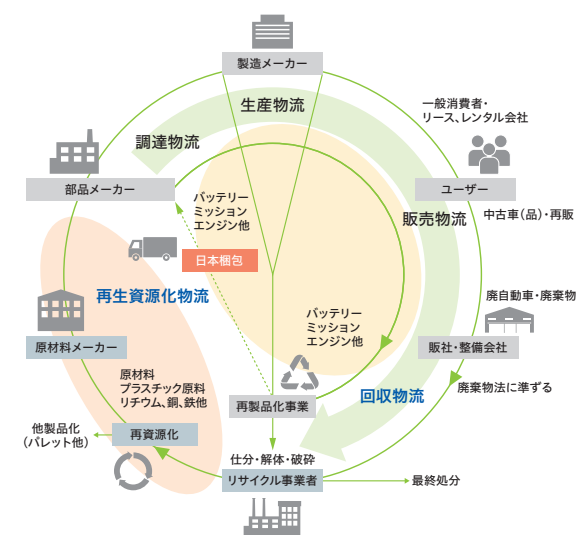 製造メーカー
生産物流
調達物流
一般消費者・
リース、レンタル会社
部品メーカー
ユーザー
バッテリー
ミッション
エンジン他
販売物流
中古車（品）・再販
日本梱包
再生資源化物流
廃自動車・廃棄物
バッテリー
ミッション
エンジン他
原材料メーカー
販社・整備会社
原材料
プラスチック原料
リチウム、銅、鉄他
廃棄物法に準ずる
再製品化事業
回収物流
他製品化
（パレット他）
再資源化
仕分・解体・破砕
リサイクル事業者
最終処分